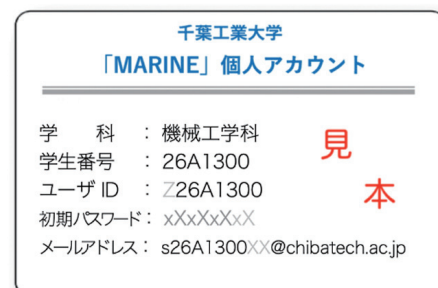 千葉工業大学
「MARINE」個人アカウント
学　　科　：機械工学科
学生番号　：26A1300
ユーザ ID　：Z26A1300
初期パスワード：xXxXxXxX
メールアドレス：s26A1300XX@chibatech.ac.jp
見
本